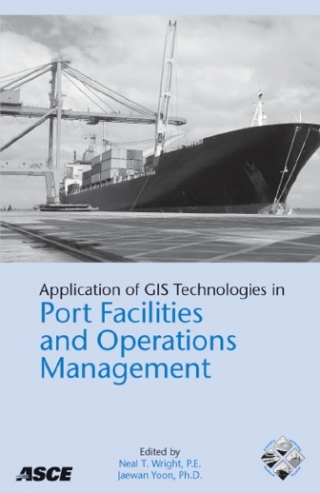 Application of GIS Technologies in
Port Facilities
and Operations
Management
Edited by
Neal T. Wright, P.E.
Jaewan Yoon, Ph.D.
ASCE